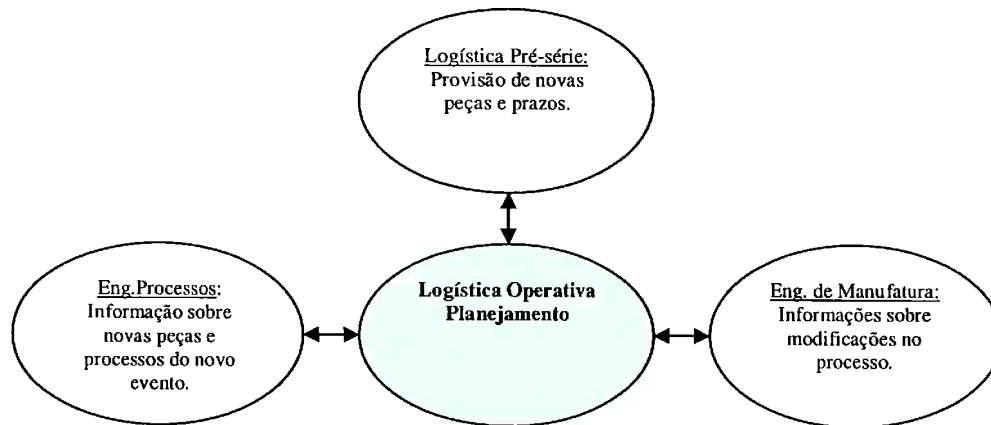 Logística Pré-série:
Provisão de novas
peças e prazos.
Eng.Processos:
Informação sobre
novas peças e
processos do novo
evento.
Logística Operativa
Planejamento
Eng. de Manufatura:
Informações sobre
modificações no
processo.